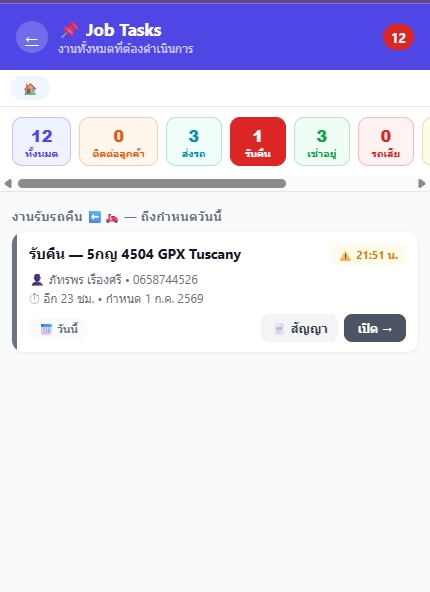 ← 📌 Job Tasks
งานทั้งหมดที่ต้องดำเนินการ
12
12
ทั้งหมด
0
ติดต่อลูกค้า
3
ส่งรถ
1
รับคืน
3
เช่าอยู่
0
รถเสีย
งานรับรถคืน ⬅️ 🛵 — ถึงกำหนดวันนี้
รับคืน — 5กญ 4504 GPX Tuscany
⚠️ 21:51 น.
👤 ภัทรพร เรืองศรี • 0658744526
⏱ อีก 23 ชม. • กำหนด 1 ก.ค. 2569
📅 วันนี้
📄 สัญญา
เปิด →